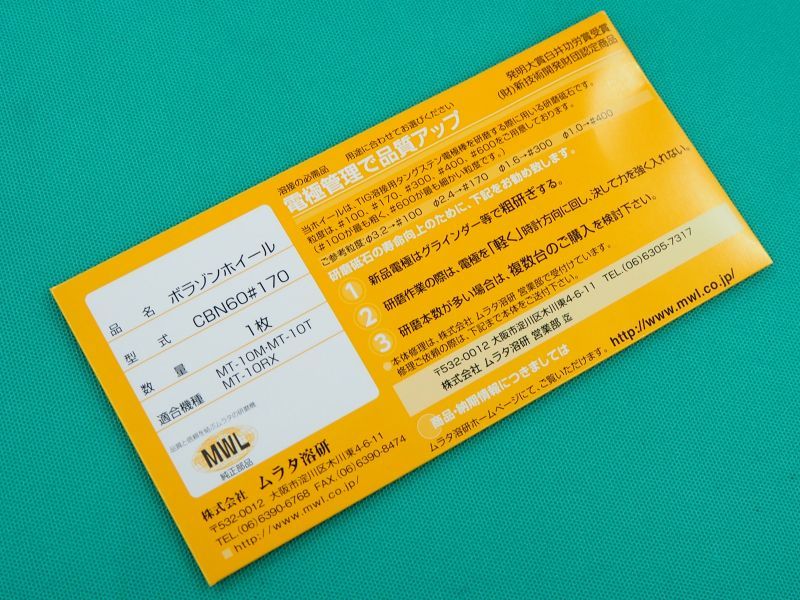 発明大賞白井功労賞受賞
(財)新技術開発財団認定商品
溶接の必需品　用途に合わせてお選びください
電極管理で品質アップ
当ホイールは、TIG溶接用タングステン電極棒を研磨する際に用いる研磨砥石です。
粒度は、#100、#170、#300、#400、#600をご用意しております。
(#100が最も粗く、#600が最も細かい粒度です。)
ご参考粒度:φ3.2→#100　φ2.4→#170　φ1.6→#300　φ1.0→#400
研磨砥石の寿命向上のために、下記をお勧め致します。
1 新品電極はグラインダー等で粗研ぎする。
2 研磨作業の際は、電極を「軽く」時計方向に回し、決して力を強く入れない。
3 研磨本数が多い場合は、複数台のご購入を検討下さい。
●本体修理は、株式会社 ムラタ溶研 営業部で受付けています。
修理ご依頼の際は、下記まで本体をご送付下さい。
〒532-0012 大阪市淀川区木川東4-6-11　TEL(06)6305-7317
株式会社 ムラタ溶研 営業部 迄
商品・納期情報につきましては
ムラタ溶研ホームページにて、ご覧いただけます。 http://www.mwl.co.jp/
品名 ボラゾンホイール
型式 CBN60#170
数量 1枚
適合機種 MT-10M・MT-10T
MT-10RX
品質と信頼を結ぶムラタの研磨機
MWL
純正部品
株式会社 ムラタ溶研
〒532-0012 大阪市淀川区木川東4-6-11
TEL(06)6390-6768 FAX.(06)6390-8474
http://www.mwl.co.jp/